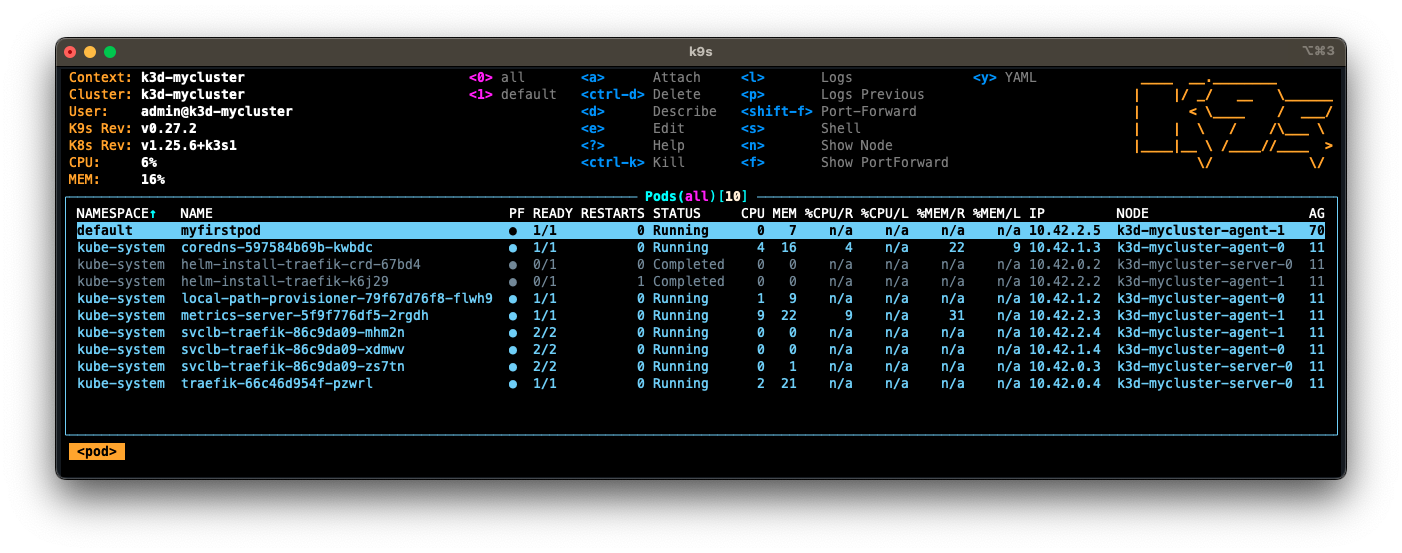 k9s ⌥⌘3
Context: k3d-mycluster <0> all <a> Attach <l> Logs <y> YAML
Cluster: k3d-mycluster <1> default <ctrl-d> Delete <p> Logs Previous
User: admin@k3d-mycluster <d> Describe <shift-f> Port-Forward
K9s Rev: v0.27.2 <e> Edit <s> Shell
K8s Rev: v1.25.6+k3s1 <?> Help <n> Show Node
CPU: 6% <ctrl-k> Kill <f> Show PortForward
MEM: 16%
Pods(all)[10]
NAMESPACE↑ NAME PF READY RESTARTS STATUS CPU MEM %CPU/R %CPU/L %MEM/R %MEM/L IP NODE AG
default myfirstpod ● 1/1 0 Running 0 7 n/a n/a n/a n/a 10.42.2.5 k3d-mycluster-agent-1 70
kube-system coredns-597584b69b-kwbdc ● 1/1 0 Running 4 16 4 n/a 22 9 10.42.1.3 k3d-mycluster-agent-0 11
kube-system helm-install-traefik-crd-67bd4 ● 0/1 0 Completed 0 0 n/a n/a n/a n/a 10.42.0.2 k3d-mycluster-server-0 11
kube-system helm-install-traefik-k6j29 ● 0/1 1 Completed 0 0 n/a n/a n/a n/a 10.42.2.2 k3d-mycluster-agent-1 11
kube-system local-path-provisioner-79f67d76f8-flwh9 ● 1/1 0 Running 1 9 n/a n/a n/a n/a 10.42.1.2 k3d-mycluster-agent-0 11
kube-system metrics-server-5f9f776df5-2rgdh ● 1/1 0 Running 9 22 9 n/a 31 n/a 10.42.2.3 k3d-mycluster-agent-1 11
kube-system svclb-traefik-86c9da09-mhm2n ● 2/2 0 Running 0 0 n/a n/a n/a n/a 10.42.2.4 k3d-mycluster-agent-1 11
kube-system svclb-traefik-86c9da09-xdmwv ● 2/2 0 Running 0 0 n/a n/a n/a n/a 10.42.1.4 k3d-mycluster-agent-0 11
kube-system svclb-traefik-86c9da09-zs7tn ● 2/2 0 Running 0 1 n/a n/a n/a n/a 10.42.0.3 k3d-mycluster-server-0 11
kube-system traefik-66c46d954f-pzwrl ● 1/1 0 Running 2 21 n/a n/a n/a n/a 10.42.0.4 k3d-mycluster-server-0 11
<pod>